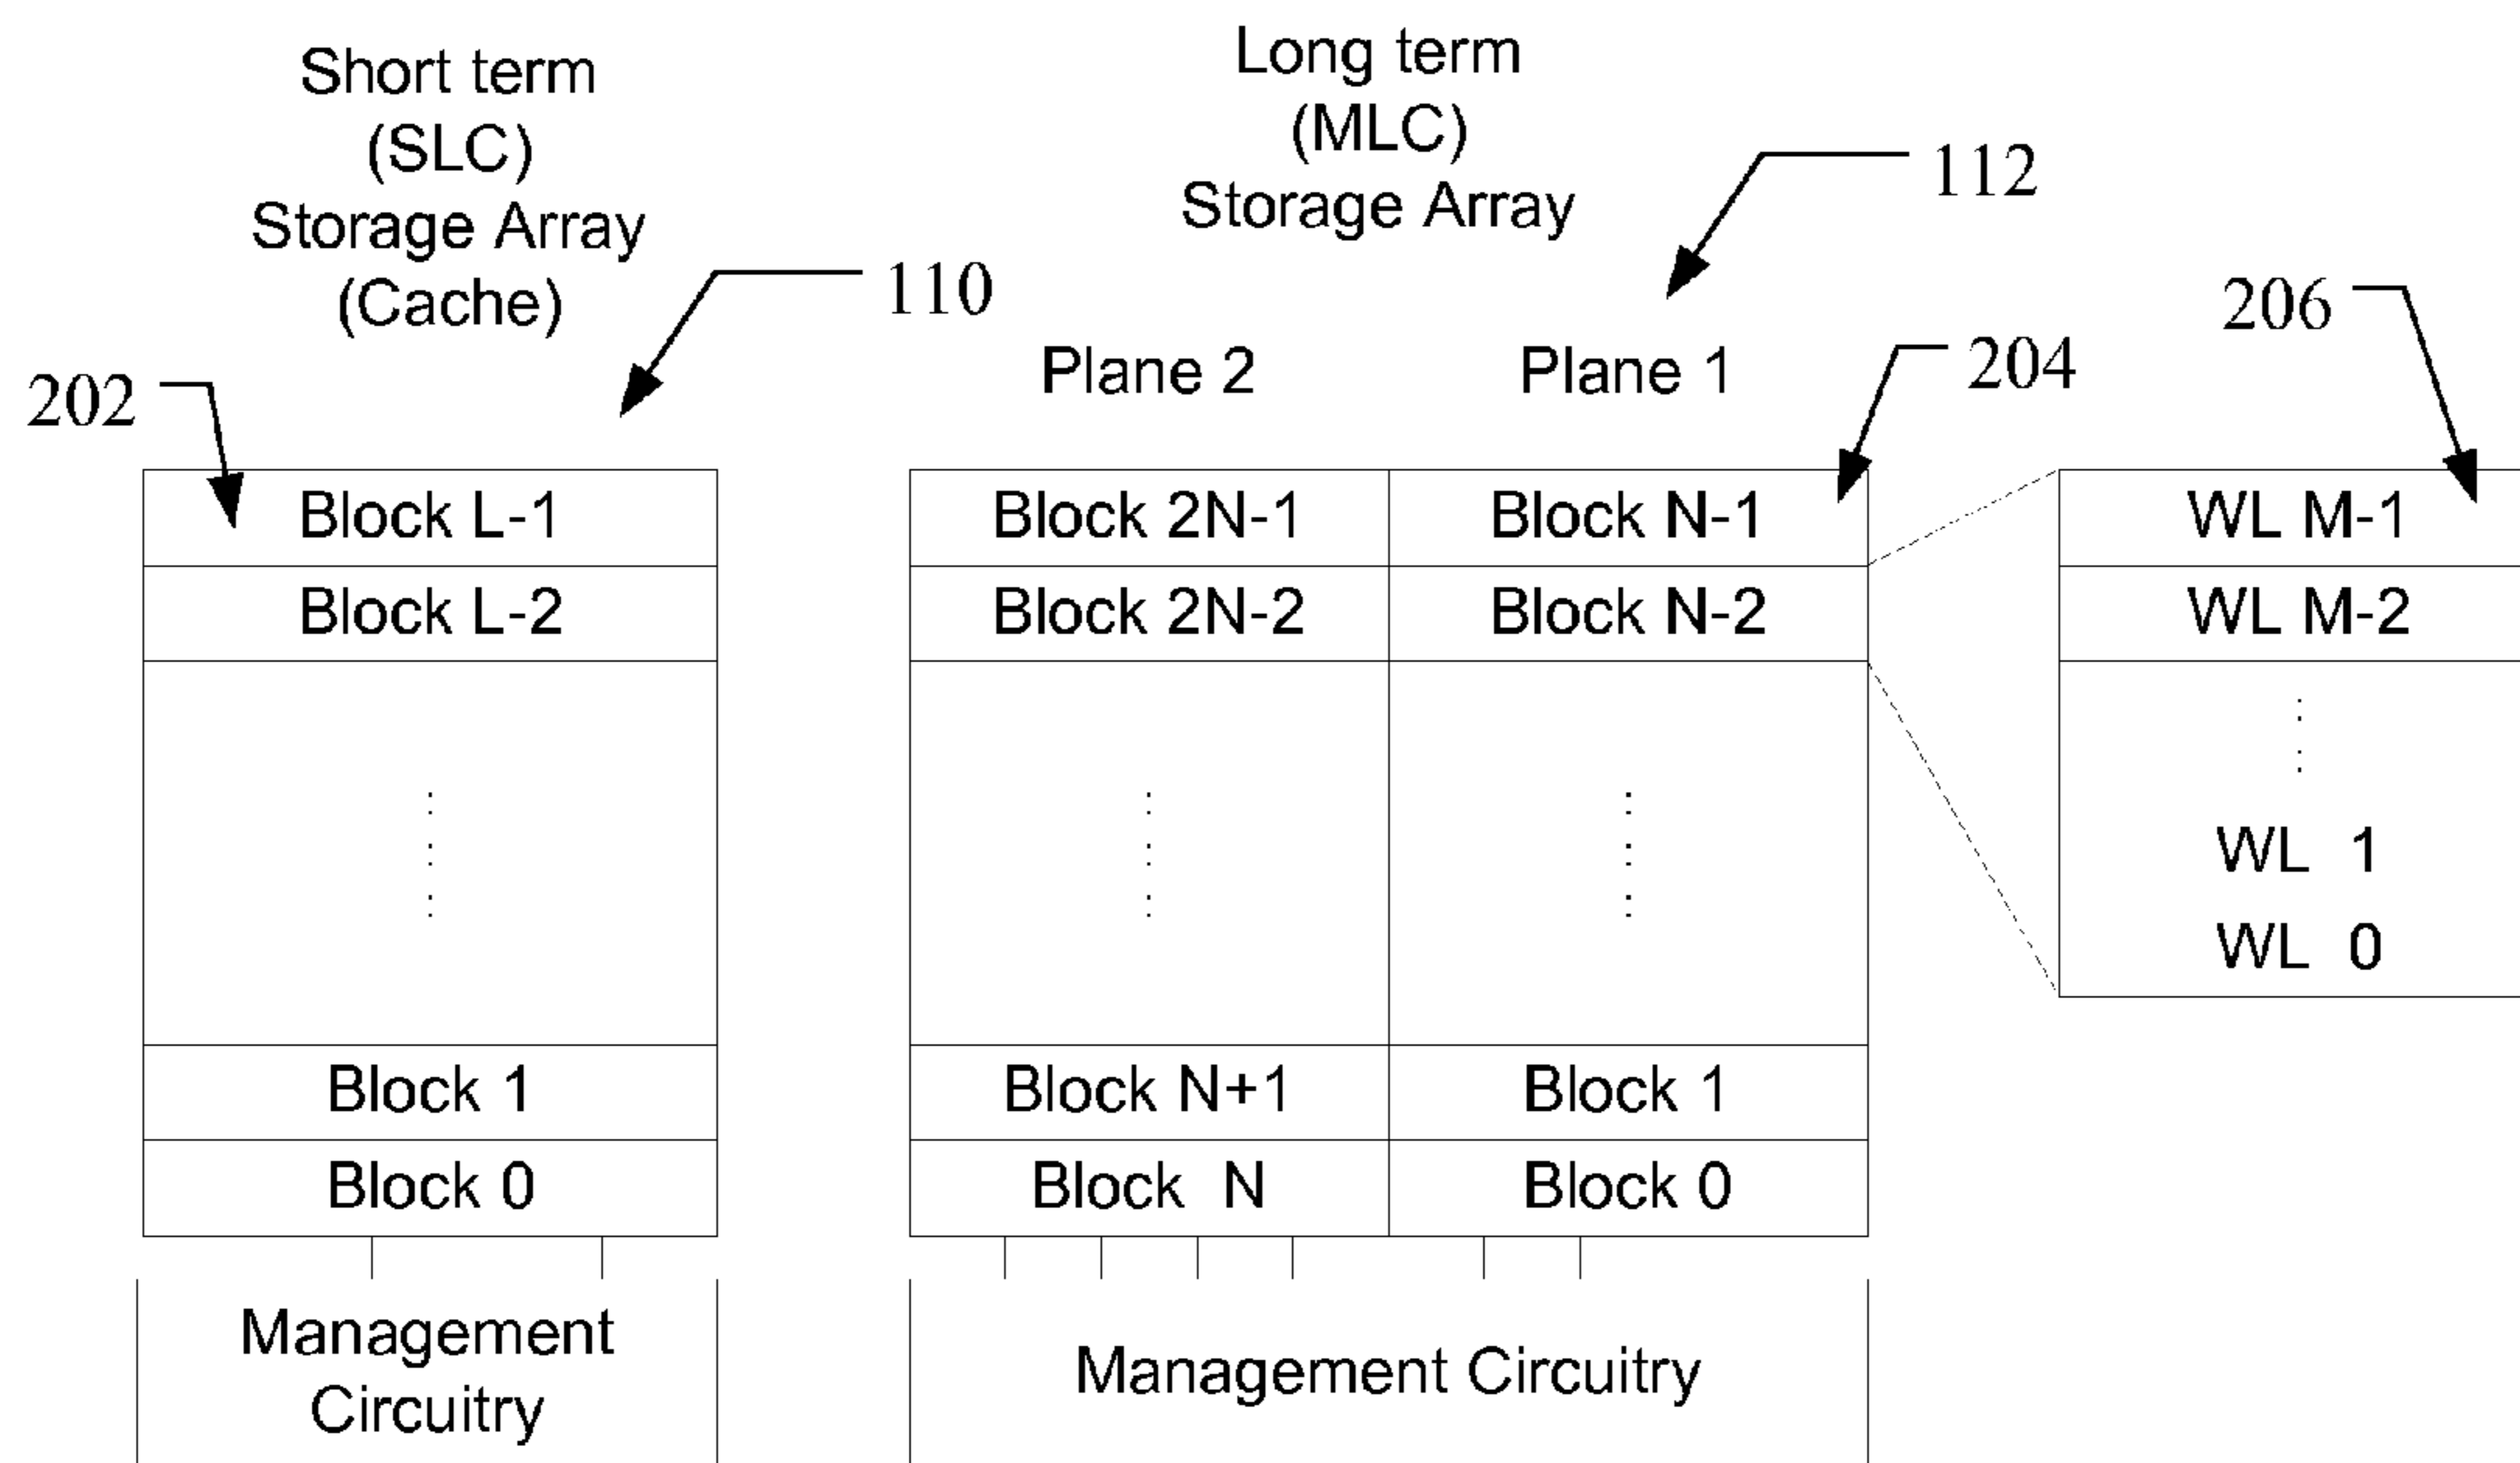 Short term
(SLC)
Storage Array
(Cache)
Long term
(MLC)
Storage Array
112
110
206
Plane 2
Plane 1
204
202
Block L-1
Block L-2
Block 1
Block 0
Block 2N-1
Block N-1
Block 2N-2
Block N-2
Block N+1
Block 1
Block N
Block 0
WL M-1
WL M-2
WL 1
WL 0
Management
Circuitry
Management Circuitry